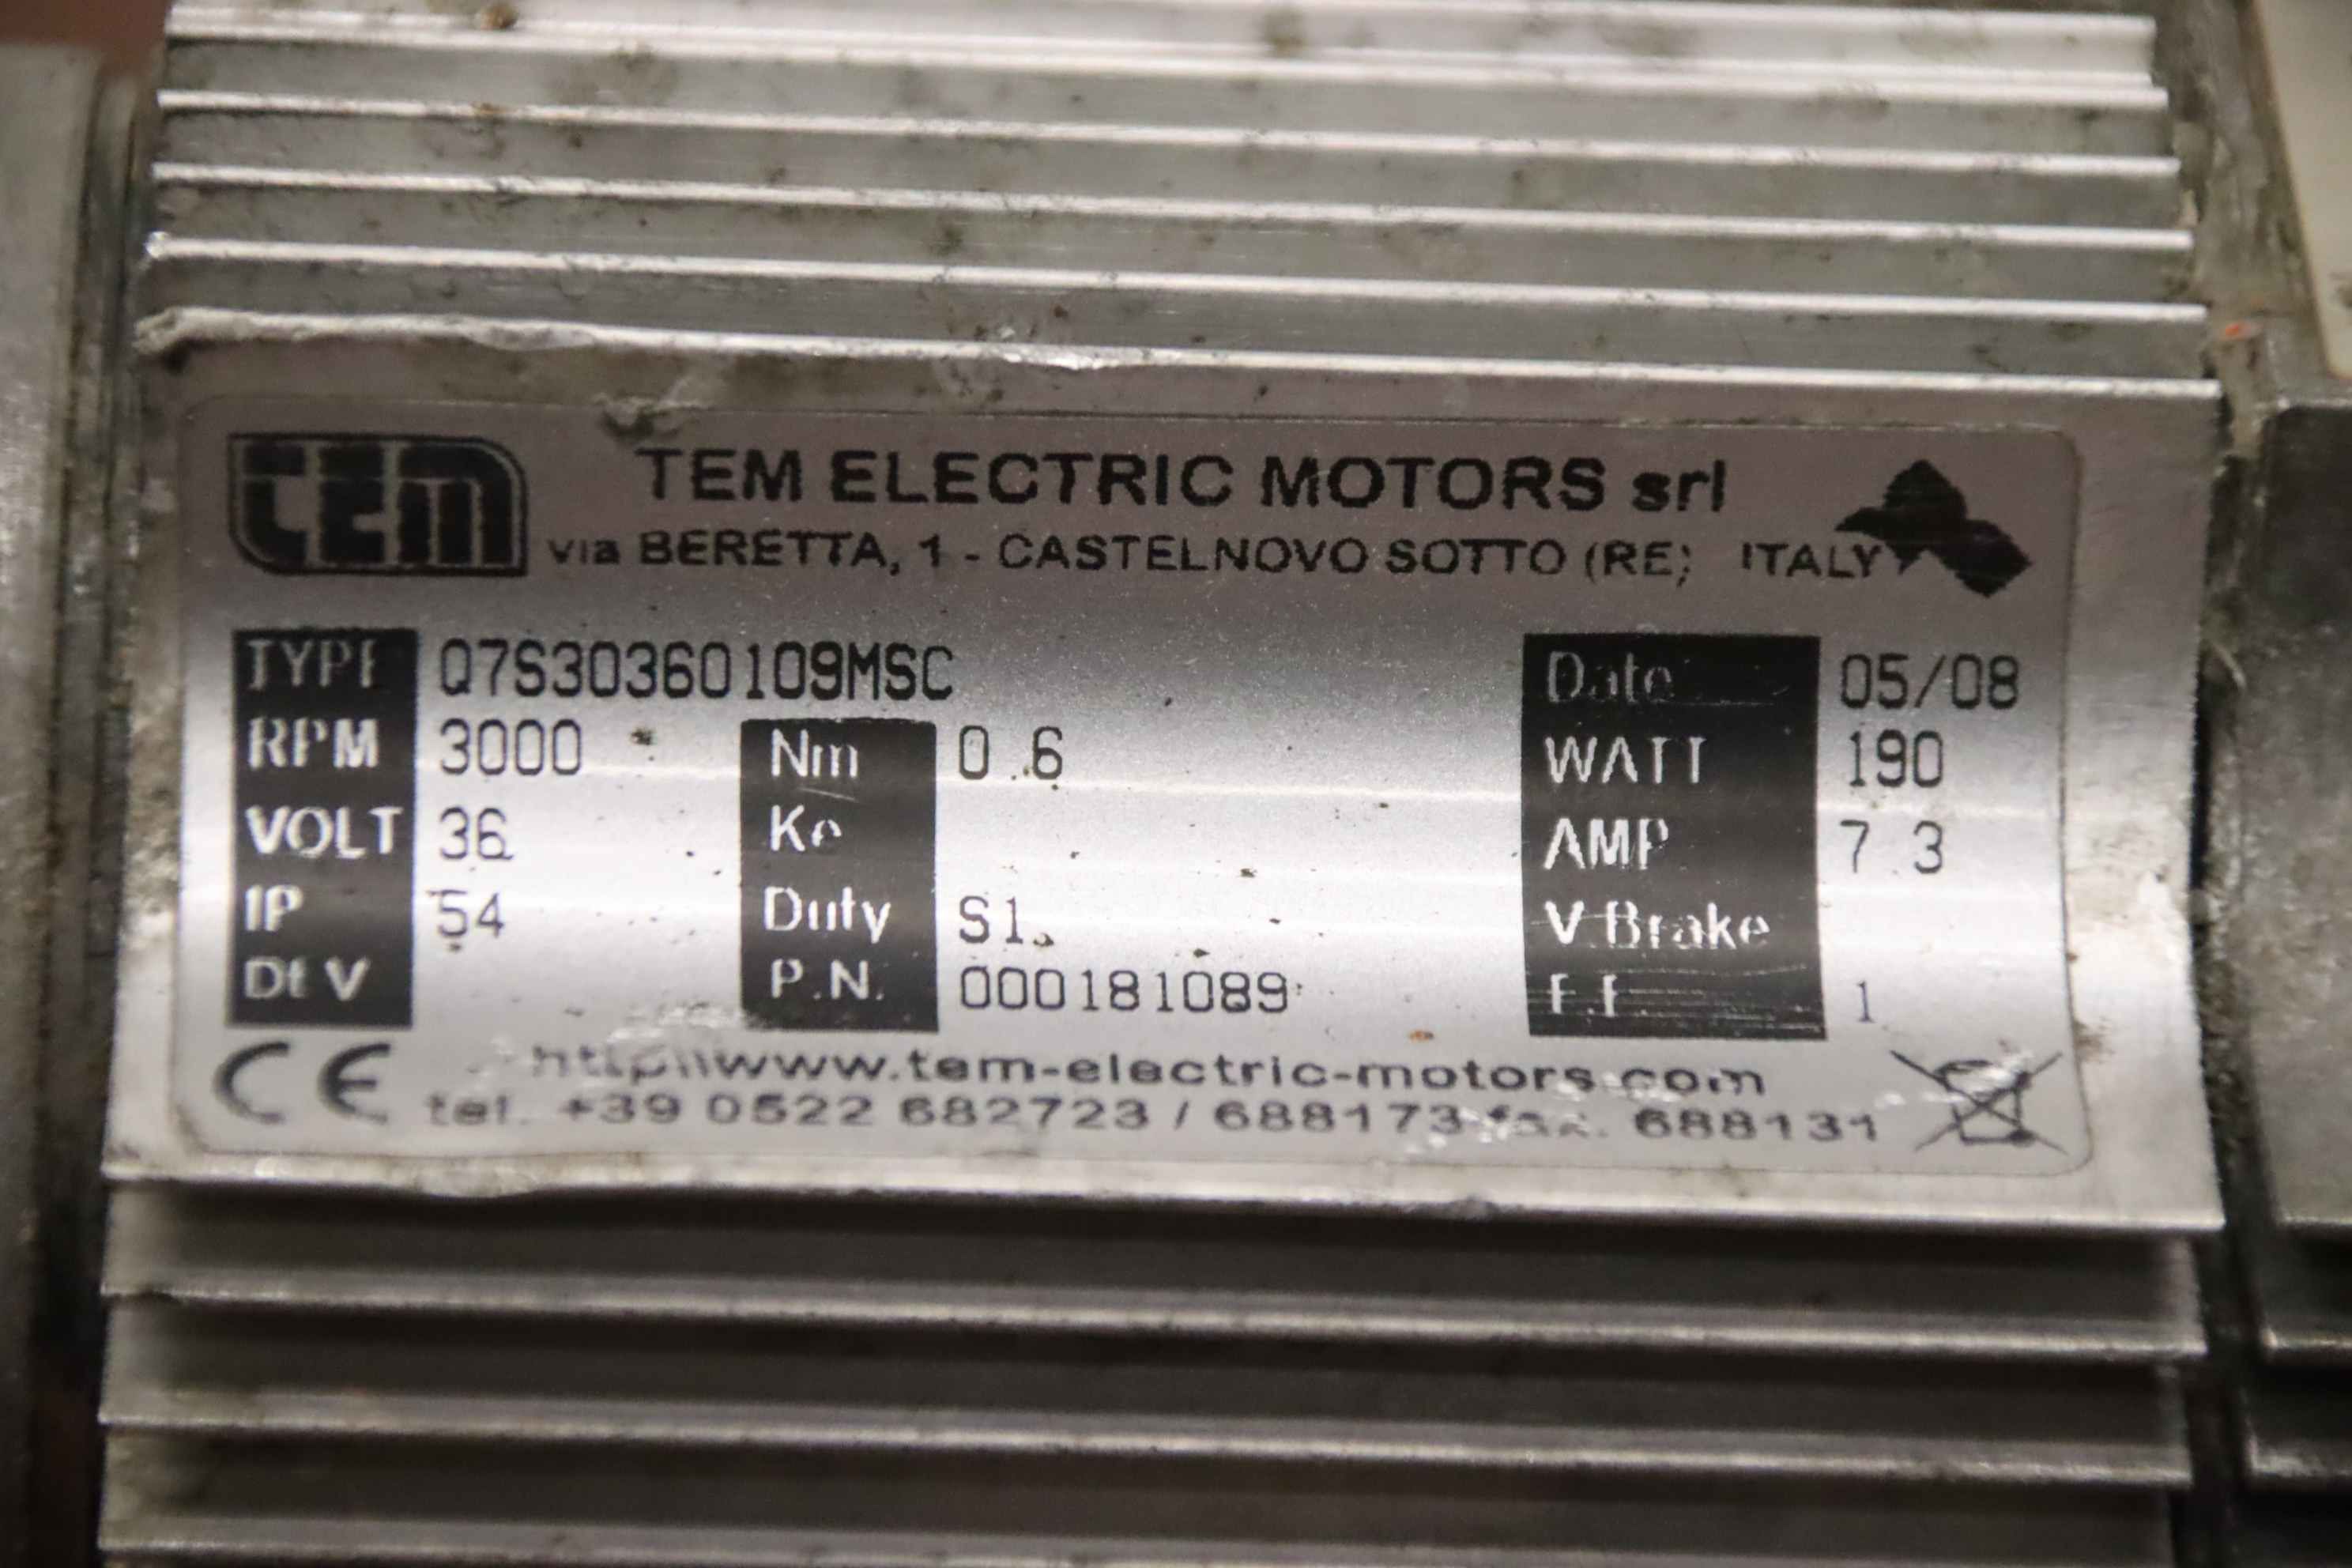 tem
TEM ELECTRIC MOTORS srl
via BERETTA, 1 - CASTELNOVO SOTTO (RE) ITALY
TYPE Q7S30360109MSC Date 05/08
RPM 3000 Nm 0.6 WATT 190
VOLT 36 Ke AMP 7.3
IP 54 Duty S1 V Brake
Dt V P.N. 000181089 F.F. 1
CE http\\www.tem-electric-motors.com
tel. +39 0522 682723 / 688173 fax. 688131